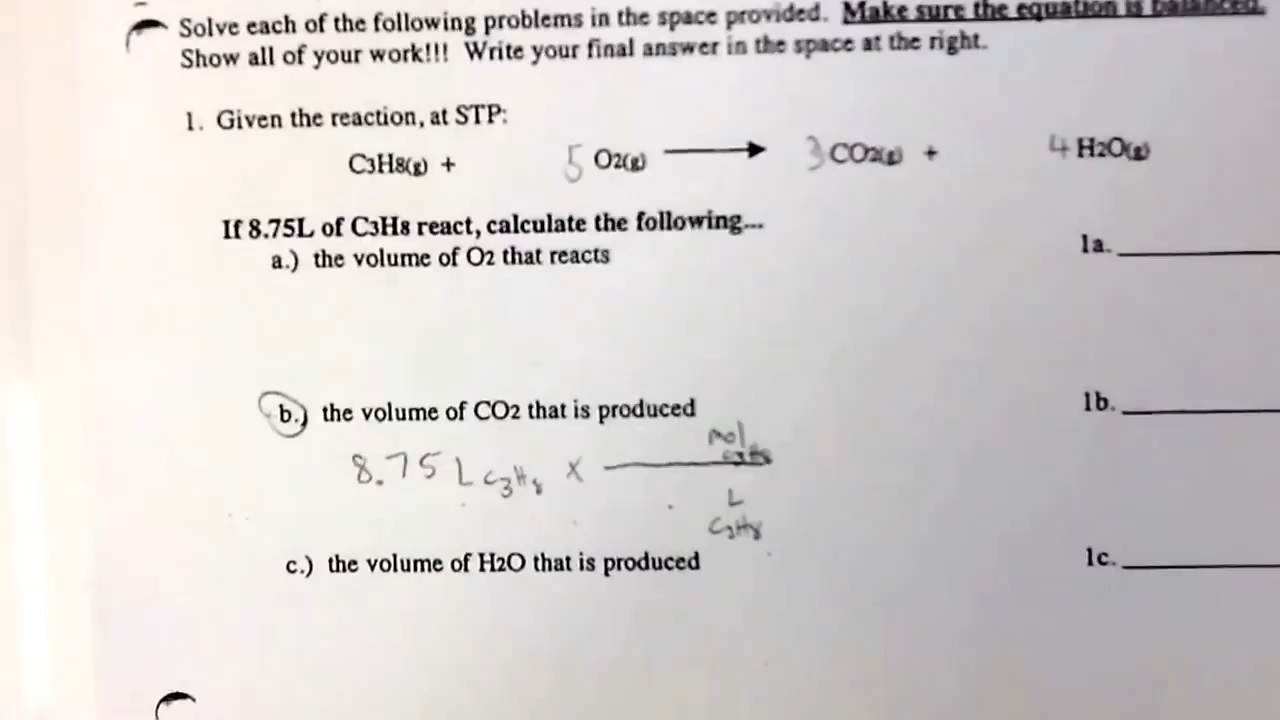 Solve each of the following problems in the space provided. Make sure the equation is balanced.
Show all of your work!!! Write your final answer in the space at the right.
1. Given the reaction, at STP:
C3H8(g) + 5 O2(g) → 3 CO2(g) + 4 H2O(g)
If 8.75L of C3H8 react, calculate the following...
a.) the volume of O2 that reacts 1a.
b.) the volume of CO2 that is produced 1b.
mol
8.75 L C3H8 x C3H8
L
C3H8
c.) the volume of H2O that is produced 1c.